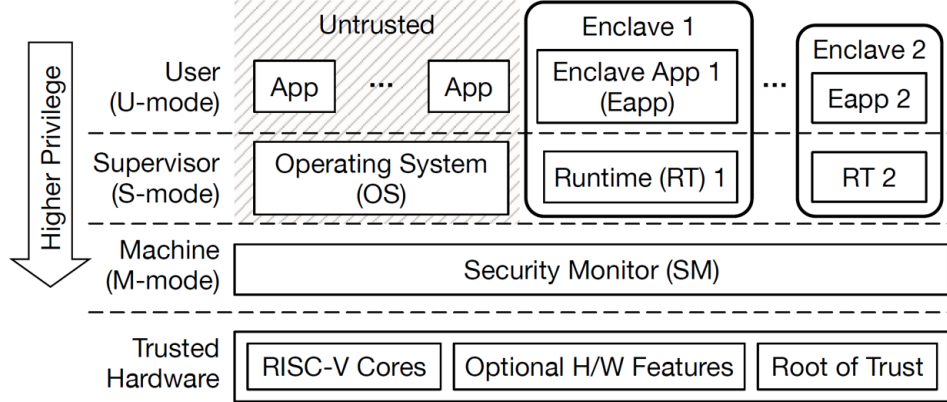 Untrusted
Enclave 1
Enclave 2
Higher Privilege
User
(U-mode)
App
...
App
Enclave App 1
(Eapp)
...
Eapp 2
Supervisor
(S-mode)
Operating System
(OS)
Runtime (RT) 1
RT 2
Machine
(M-mode)
Security Monitor (SM)
Trusted
Hardware
RISC-V Cores
Optional H/W Features
Root of Trust